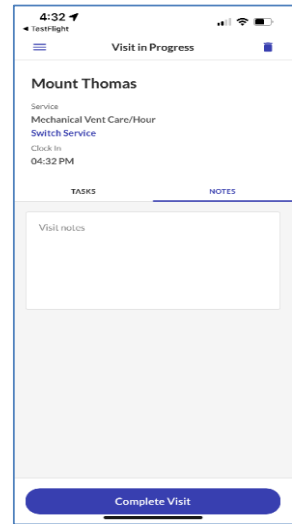 4:32
◀ TestFlight
Visit in Progress
Mount Thomas
Service
Mechanical Vent Care/Hour
Switch Service
Clock In
04:32 PM
TASKS NOTES
Visit notes
Complete Visit